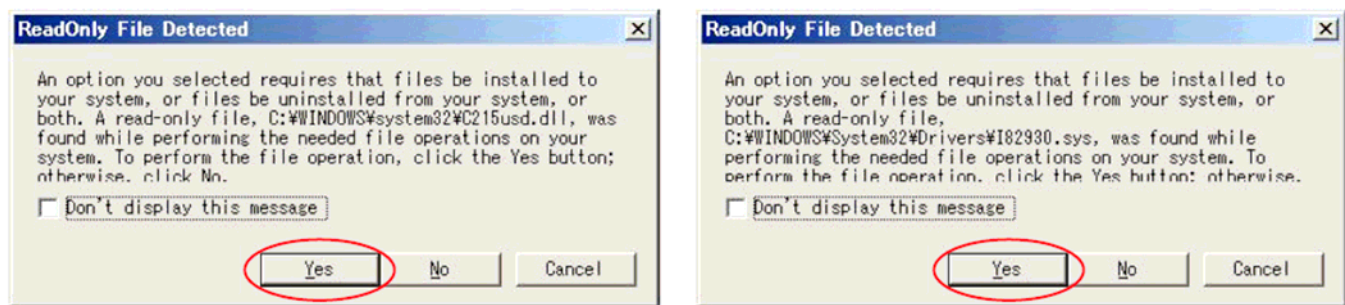 ReadOnly File Detected
An option you selected requires that files be installed to
your system, or files be uninstalled from your system, or
both. A read-only file, C:¥WINDOWS¥system32¥C215usd.dll, was
found while performing the needed file operations on your
system. To perform the file operation, click the Yes button;
otherwise, click No.
Don't display this message
Yes
No
Cancel
ReadOnly File Detected
An option you selected requires that files be installed to
your system, or files be uninstalled from your system, or
both. A read-only file,
C:¥WINDOWS¥System32¥Drivers¥I82930.sys, was found while
performing the needed file operations on your system. To
perform the file operation, click the Yes button; otherwise,
Don't display this message
Yes
No
Cancel